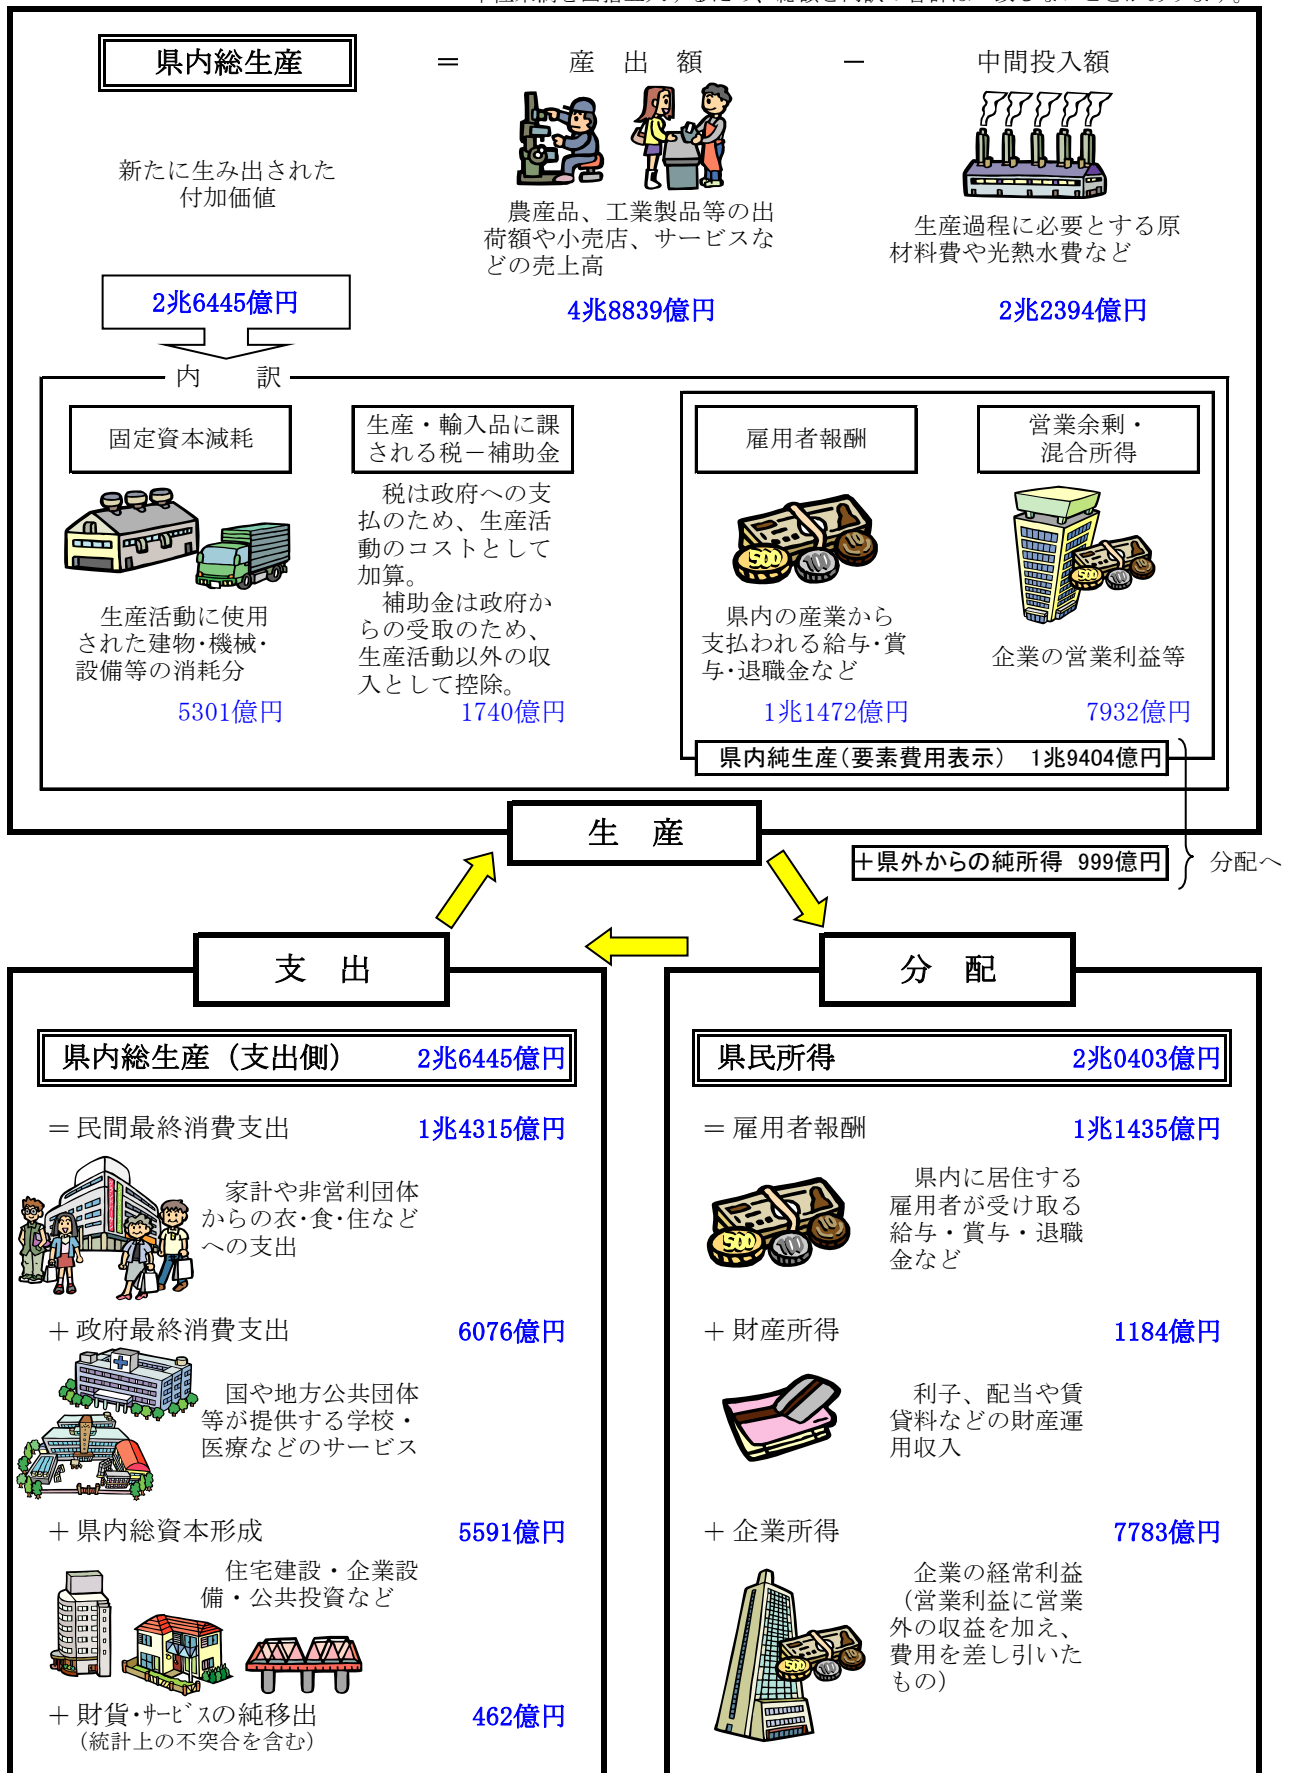 県内総生産 ＝ 産出額 － 中間投入額
新たに生み出された
付加価値
農産品、工業製品等の出
荷額や小売店、サービスな
どの売上高
生産過程に必要とする原
材料費や光熱水費など
2兆6445億円
4兆8839億円
2兆2394億円
内訳
固定資本減耗
生産・輸入品に課
される税－補助金
雇用者報酬
営業余剰・
混合所得
生産活動に使用
された建物・機械・
設備等の消耗分
5301億円
税は政府への支
払のため、生産活
動のコストとして
加算。
補助金は政府か
らの受取のため、
生産活動以外の収
入として控除。
1740億円
県内の産業から
支払われる給与・賞
与・退職金など
1兆1472億円
企業の営業利益等
7932億円
県内純生産（要素費用表示） 1兆9404億円
生産
＋県外からの純所得 999億円
分配へ
支出
県内総生産（支出側） 2兆6445億円
＝民間最終消費支出 1兆4315億円
家計や非営利団体
からの衣・食・住など
への支出
＋政府最終消費支出 6076億円
国や地方公共団体
等が提供する学校・
医療などのサービス
＋県内総資本形成 5591億円
住宅建設・企業設
備・公共投資など
＋財貨・ｻｰﾋﾞｽの純移出 462億円
（統計上の不突合を含む）
分配
県民所得 2兆0403億円
＝雇用者報酬 1兆1435億円
県内に居住する
雇用者が受け取る
給与・賞与・退職
金など
＋財産所得 1184億円
利子、配当や賃
貸料などの財産運
用収入
＋企業所得 7783億円
企業の経常利益
（営業利益に営業
外の収益を加え、
費用を差し引いた
もの）